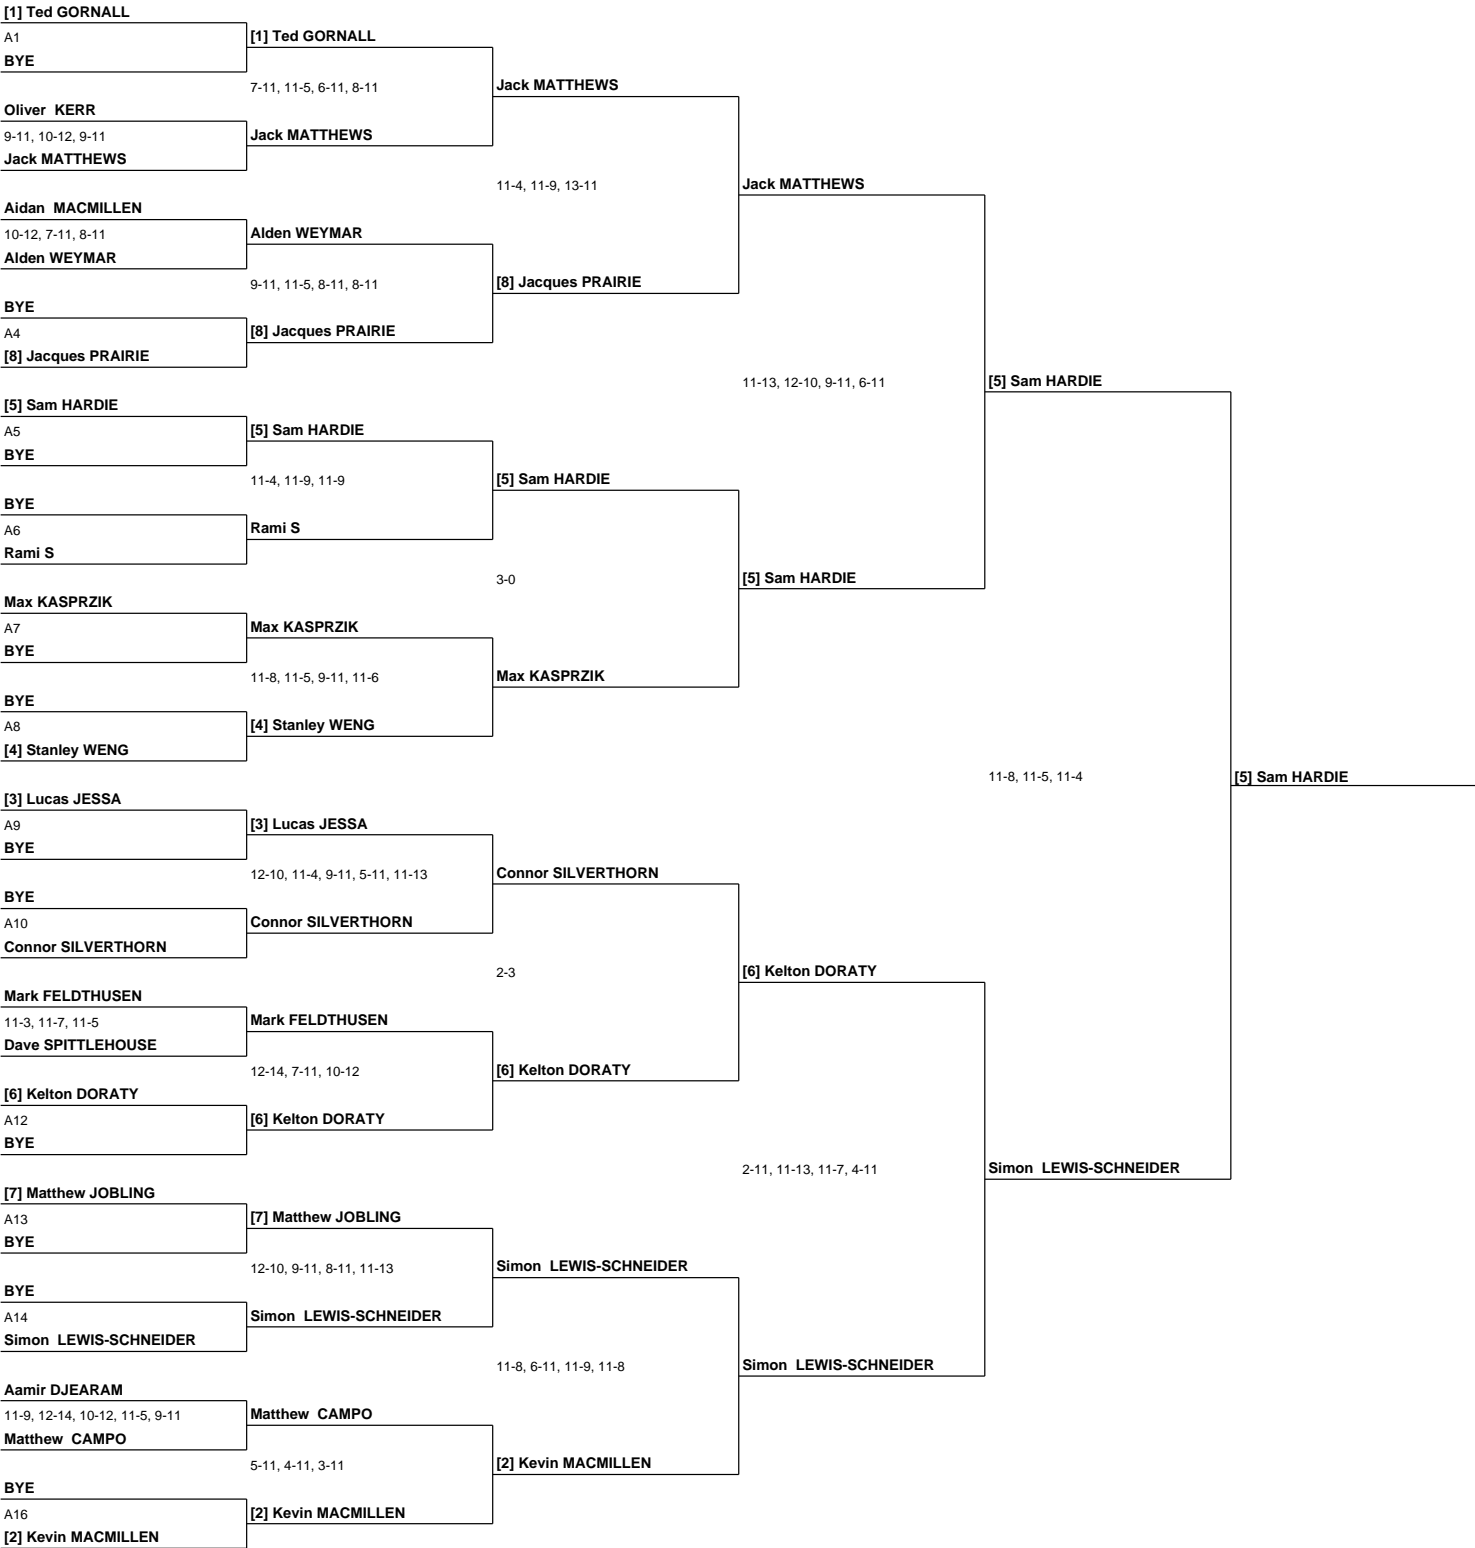 [1] Ted GORNALL
A1
BYE
Oliver  KERR
9-11, 10-12, 9-11
Jack MATTHEWS
Aidan  MACMILLEN
10-12, 7-11, 8-11
Alden WEYMAR
BYE
A4
[8] Jacques PRAIRIE
[5] Sam HARDIE
A5
BYE
BYE
A6
Rami S
Max KASPRZIK
A7
BYE
BYE
A8
[4] Stanley WENG
[3] Lucas JESSA
A9
BYE
BYE
A10
Connor SILVERTHORN
Mark FELDTHUSEN
11-3, 11-7, 11-5
Dave SPITTLEHOUSE
[6] Kelton DORATY
A12
BYE
[7] Matthew JOBLING
A13
BYE
BYE
A14
Simon  LEWIS-SCHNEIDER
Aamir DJEARAM
11-9, 12-14, 10-12, 11-5, 9-11
Matthew  CAMPO
BYE
A16
[2] Kevin MACMILLEN
[1] Ted GORNALL
7-11, 11-5, 6-11, 8-11
Jack MATTHEWS
Alden WEYMAR
9-11, 11-5, 8-11, 8-11
[8] Jacques PRAIRIE
[5] Sam HARDIE
11-4, 11-9, 11-9
Rami S
Max KASPRZIK
11-8, 11-5, 9-11, 11-6
[4] Stanley WENG
[3] Lucas JESSA
12-10, 11-4, 9-11, 5-11, 11-13
Connor SILVERTHORN
Mark FELDTHUSEN
12-14, 7-11, 10-12
[6] Kelton DORATY
[7] Matthew JOBLING
12-10, 9-11, 8-11, 11-13
Simon  LEWIS-SCHNEIDER
Matthew  CAMPO
5-11, 4-11, 3-11
[2] Kevin MACMILLEN
Jack MATTHEWS
11-4, 11-9, 13-11
[8] Jacques PRAIRIE
[5] Sam HARDIE
3-0
Max KASPRZIK
Connor SILVERTHORN
2-3
[6] Kelton DORATY
Simon  LEWIS-SCHNEIDER
11-8, 6-11, 11-9, 11-8
[2] Kevin MACMILLEN
Jack MATTHEWS
11-13, 12-10, 9-11, 6-11
[5] Sam HARDIE
[6] Kelton DORATY
2-11, 11-13, 11-7, 4-11
Simon  LEWIS-SCHNEIDER
[5] Sam HARDIE
11-8, 11-5, 11-4
Simon  LEWIS-SCHNEIDER
[5] Sam HARDIE